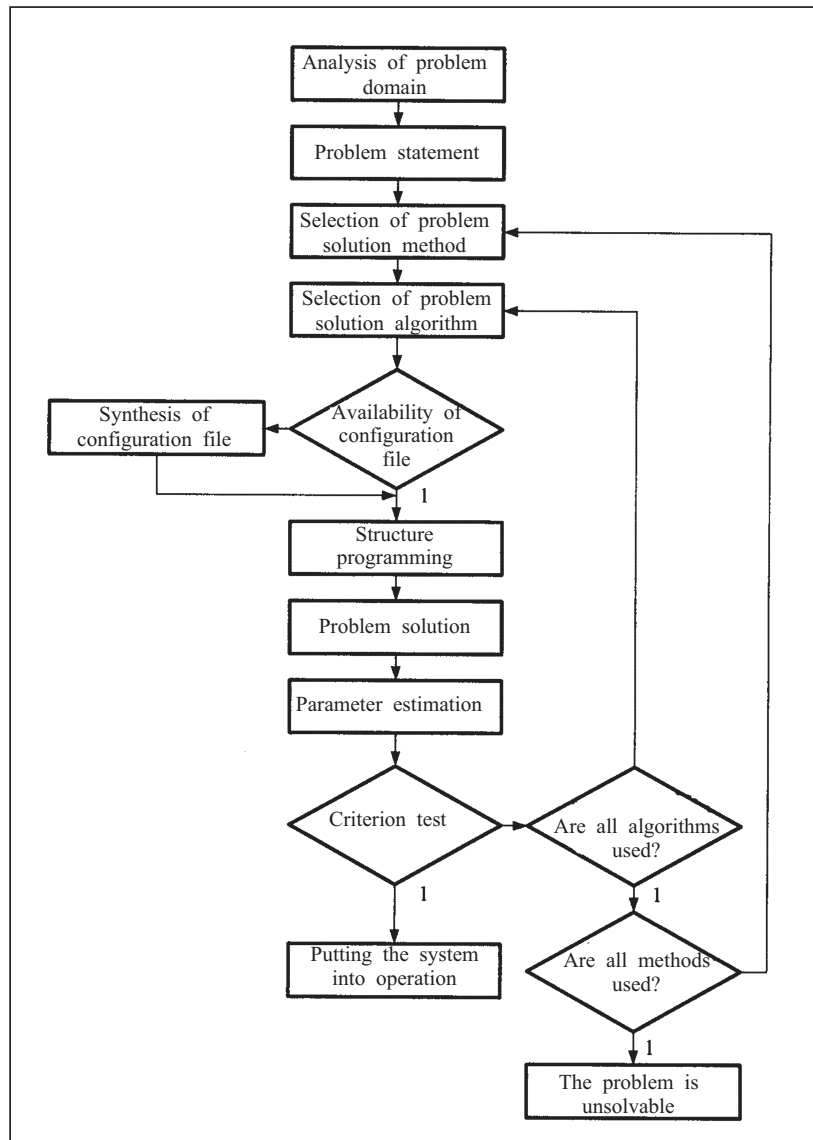 Analysis of problem
domain
Problem statement
Selection of problem
solution method
Selection of problem
solution algorithm
Availability of
configuration
file
Synthesis of
configuration file
1
Structure
programming
Problem solution
Parameter estimation
Criterion test
Are all algorithms
used?
1
1
Putting the system
into operation
Are all methods
used?
1
The problem is
unsolvable